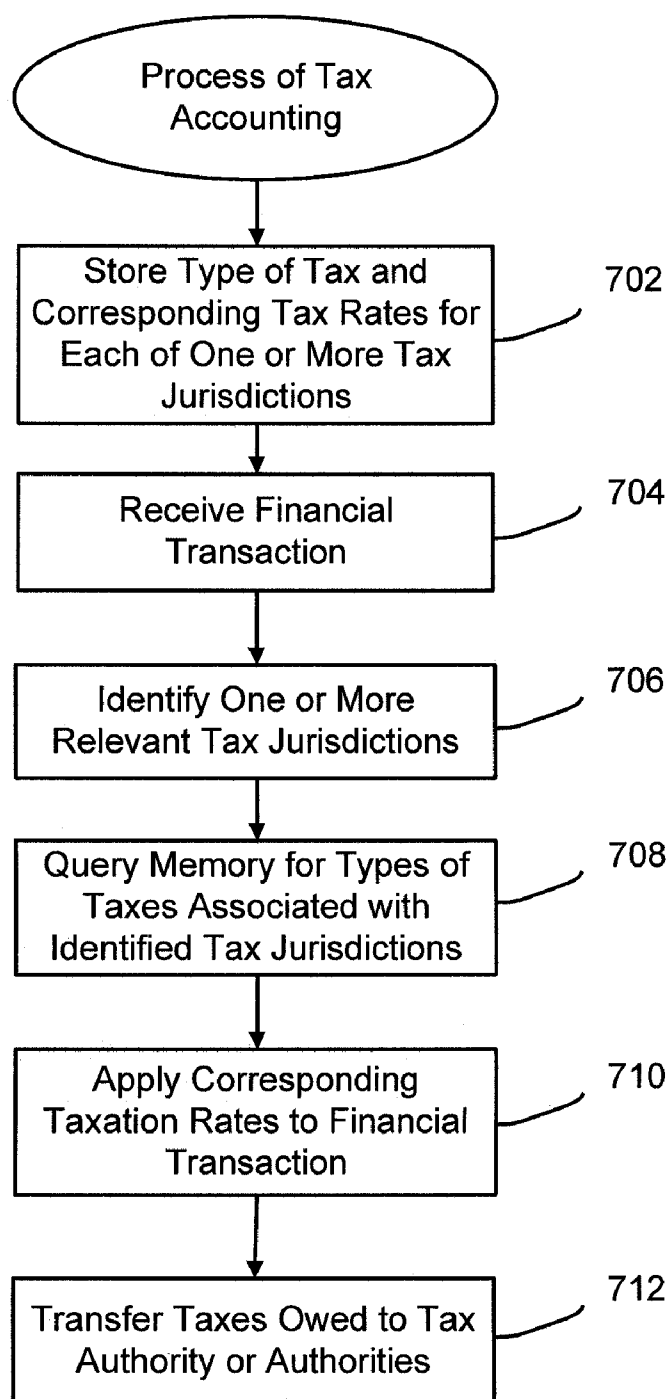 Process of Tax
Accounting
Store Type of Tax and
Corresponding Tax Rates for
Each of One or More Tax
Jurisdictions
702
Receive Financial
Transaction
704
Identify One or More
Relevant Tax Jurisdictions
706
Query Memory for Types of
Taxes Associated with
Identified Tax Jurisdictions
708
Apply Corresponding
Taxation Rates to Financial
Transaction
710
Transfer Taxes Owed to Tax
Authority or Authorities
712